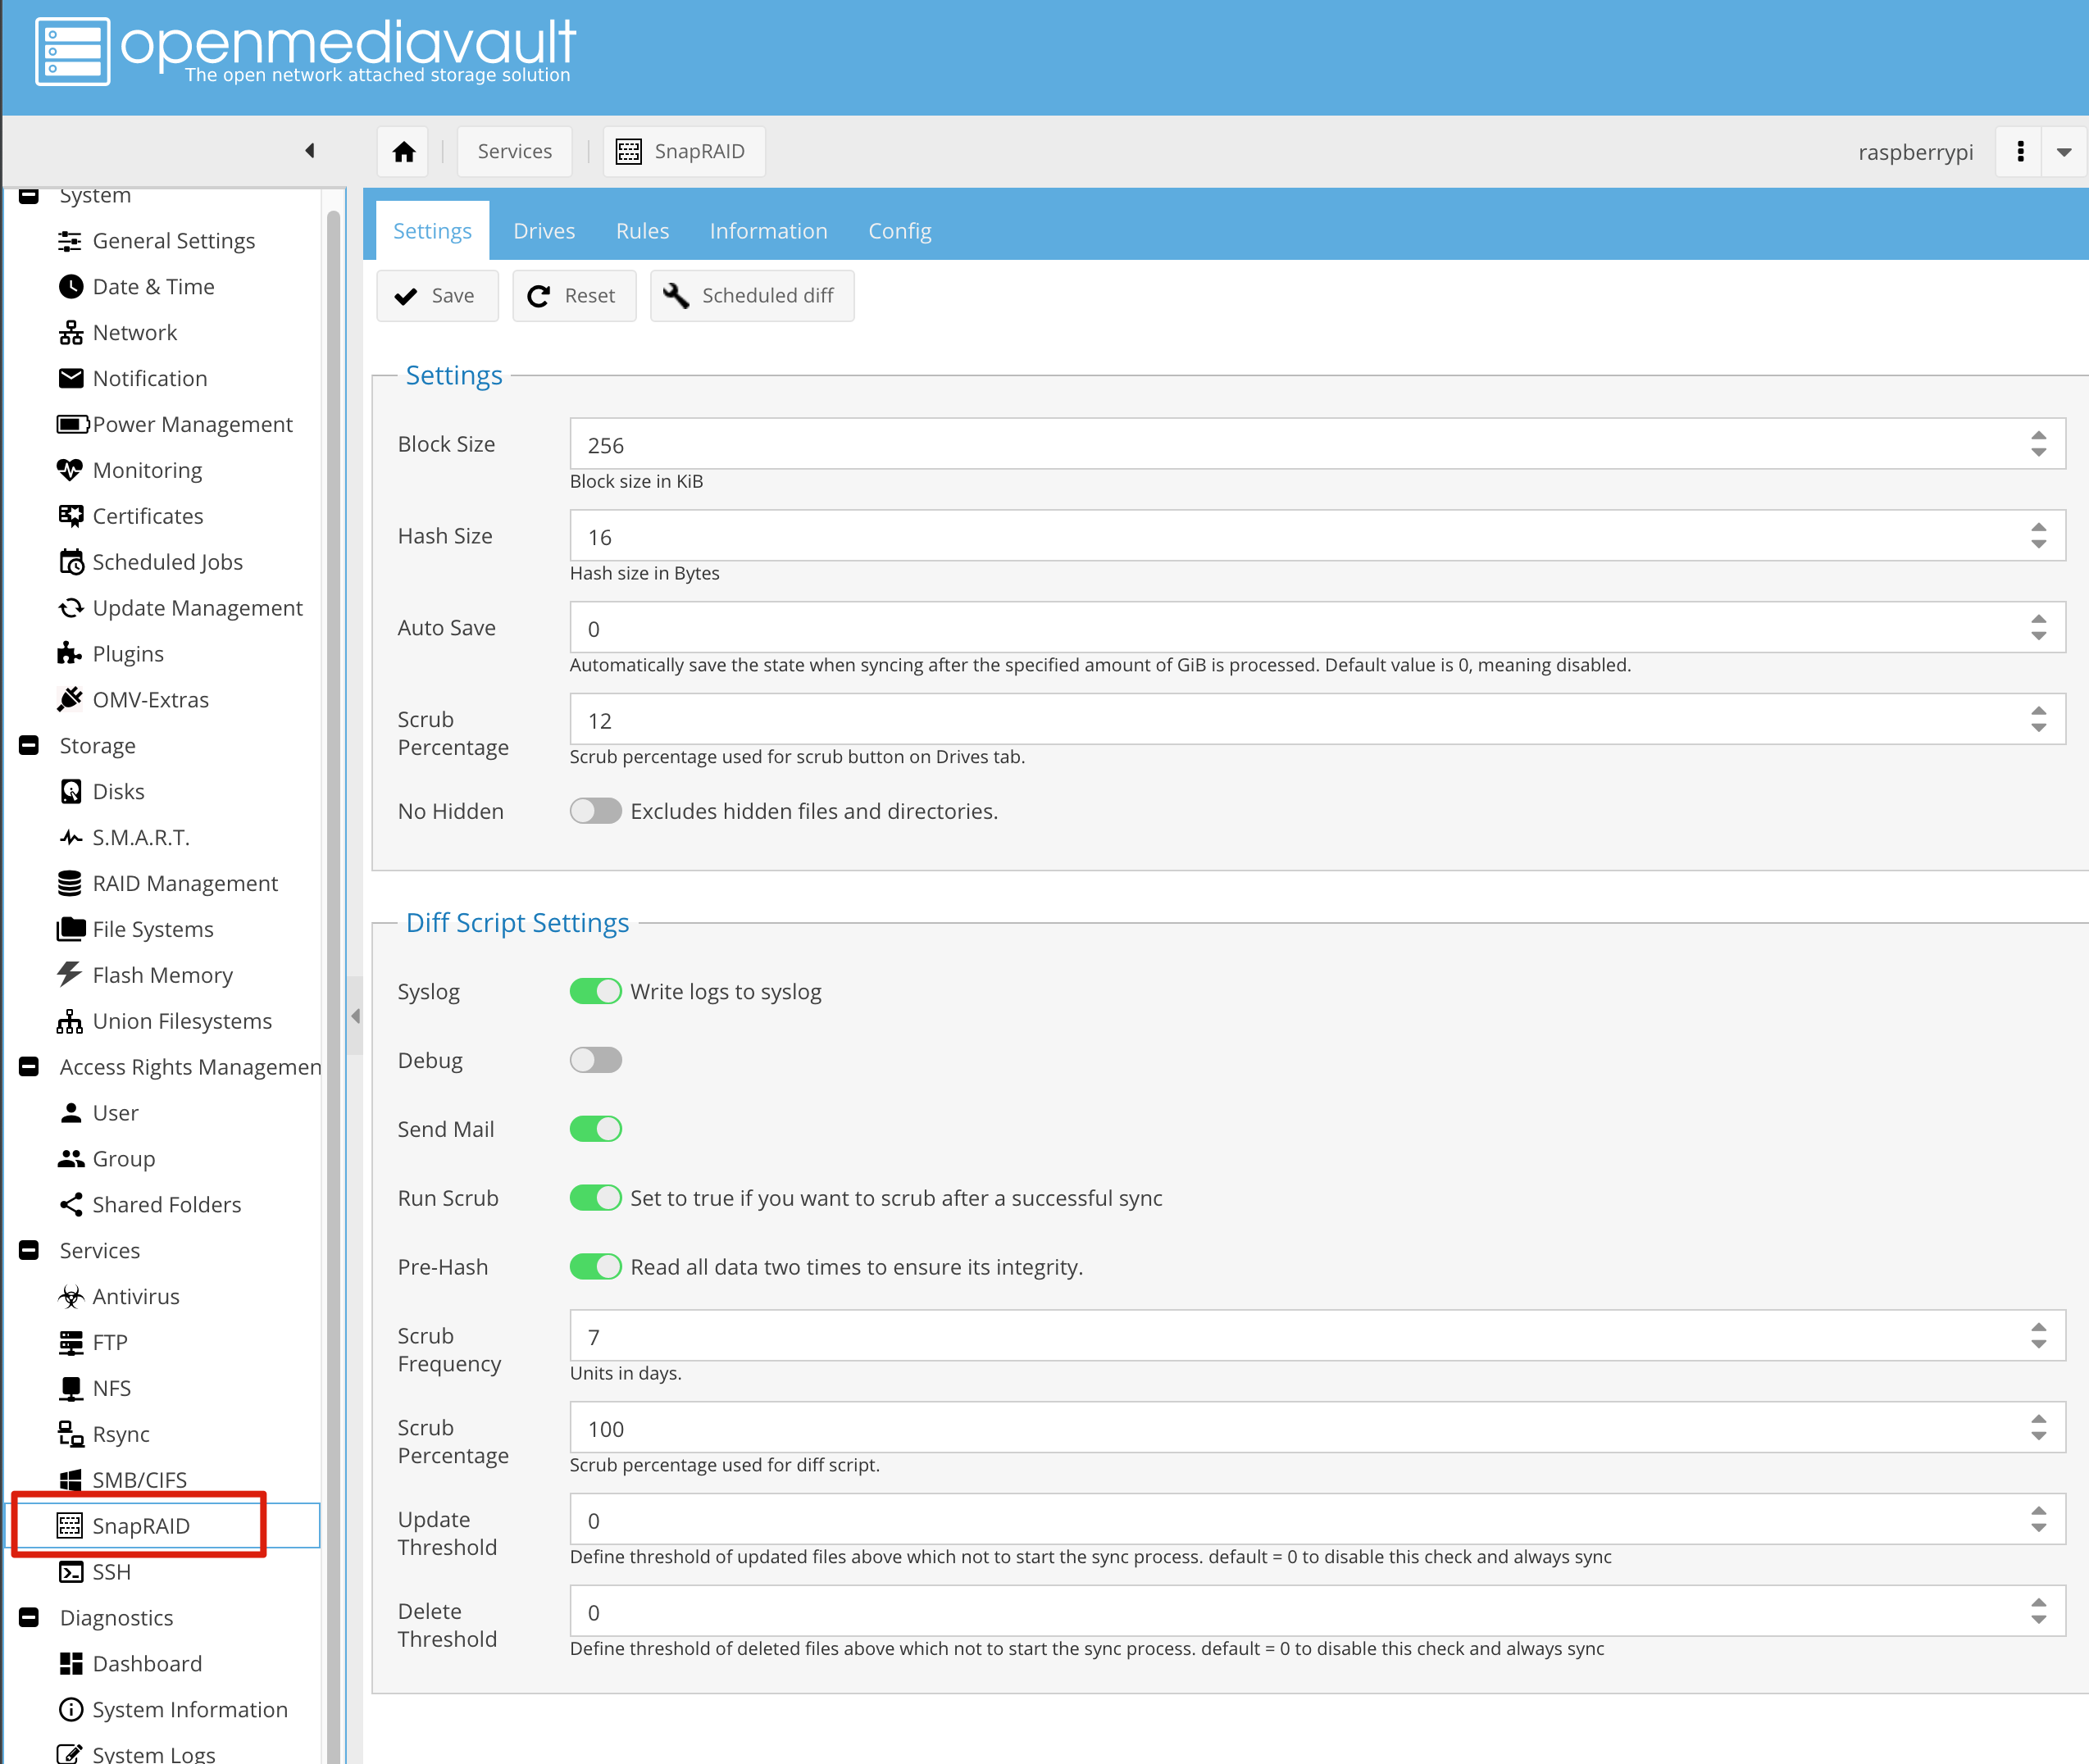 openmediavault
The open network attached storage solution
Services
SnapRAID
raspberrypi
System
General Settings
Date & Time
Network
Notification
Power Management
Monitoring
Certificates
Scheduled Jobs
Update Management
Plugins
OMV-Extras
Storage
Disks
S.M.A.R.T.
RAID Management
File Systems
Flash Memory
Union Filesystems
Access Rights Managemen
User
Group
Shared Folders
Services
Antivirus
FTP
NFS
Rsync
SMB/CIFS
SnapRAID
SSH
Diagnostics
Dashboard
System Information
System Logs
Settings
Drives
Rules
Information
Config
Save
Reset
Scheduled diff
Settings
Block Size
256
Block size in KiB
Hash Size
16
Hash size in Bytes
Auto Save
0
Automatically save the state when syncing after the specified amount of GiB is processed. Default value is 0, meaning disabled.
Scrub
Percentage
12
Scrub percentage used for scrub button on Drives tab.
No Hidden
Excludes hidden files and directories.
Diff Script Settings
Syslog
Write logs to syslog
Debug
Send Mail
Run Scrub
Set to true if you want to scrub after a successful sync
Pre-Hash
Read all data two times to ensure its integrity.
Scrub
Frequency
7
Units in days.
Scrub
Percentage
100
Scrub percentage used for diff script.
Update
Threshold
0
Define threshold of updated files above which not to start the sync process. default = 0 to disable this check and always sync
Delete
Threshold
0
Define threshold of deleted files above which not to start the sync process. default = 0 to disable this check and always sync